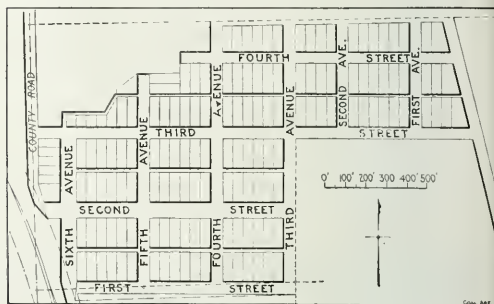 FOURTH STREET
COUNTY ROAD
AVENUE
AVENUE
SECOND AVE.
FIRST AVE.
AVENUE
THIRD STREET
AVENUE
0' 100' 200' 300' 400' 500'
SECOND STREET
SIXTH
FIFTH
FOURTH
THIRD
FIRST STREET